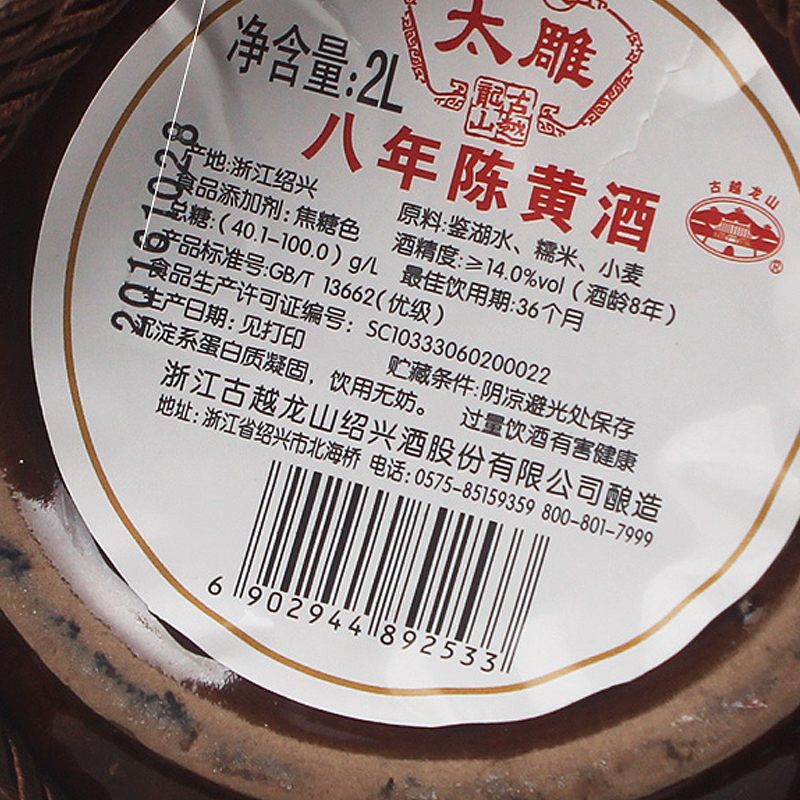 太雕
净含量:2L
古越
龍山
八年陈黄酒
古越龙山
®
产地:浙江绍兴
食品添加剂:焦糖色
原料:鉴湖水、糯米、小麦
总糖:(40.1-100.0)g/L
酒精度:≥14.0%vol(酒龄8年)
产品标准号:GB/T 13662(优级)
最佳饮用期:36个月
食品生产许可证编号: SC10333060200022
生产日期:见打印
贮藏条件:阴凉避光处保存
沉淀系蛋白质凝固,饮用无妨。
过量饮酒有害健康
浙江古越龙山绍兴酒股份有限公司酿造
地址:浙江省绍兴市北海桥 电话:0575-85159359 800-801-7999
20161028
6 902944 892533